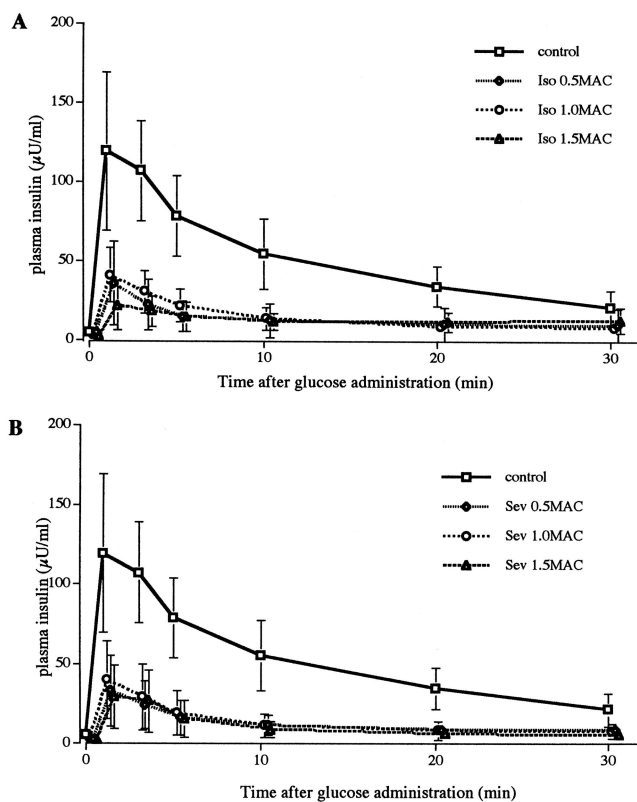 A
200
150
100
50
0
plasma insulin (µU/ml)
control
Iso 0.5MAC
Iso 1.0MAC
Iso 1.5MAC
0
10
20
30
Time after glucose administration (min)
B
200
150
100
50
0
plasma insulin (µU/ml)
control
Sev 0.5MAC
Sev 1.0MAC
Sev 1.5MAC
0
10
20
30
Time after glucose administration (min)